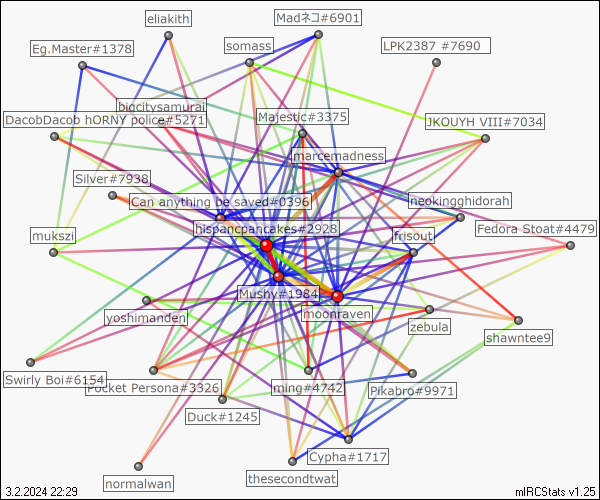 eliakith
Madネコ#6901
Eg.Master#1378
somass
LPK2387 #7690
bigcitysamurai
DacobDacob hORNY police#5271
Majestic#3375
JKOUYH VIII#7034
marcemadness
Silver#7938
Can anything be saved#0396
neokingghidorah
hispancpancakes#2928
Fedora Stoat#4479
mukszi
frisout
Mushy#1984
yoshimanden
moonraven
zebula
shawntee9
Swirly Boi#6154
Pocket Persona#3326
ming#4742
Pikabro#9971
Duck#1245
Cypha#1717
normalwan
thesecondtwat
3.2.2024 22:29
mIRCStats v1.25